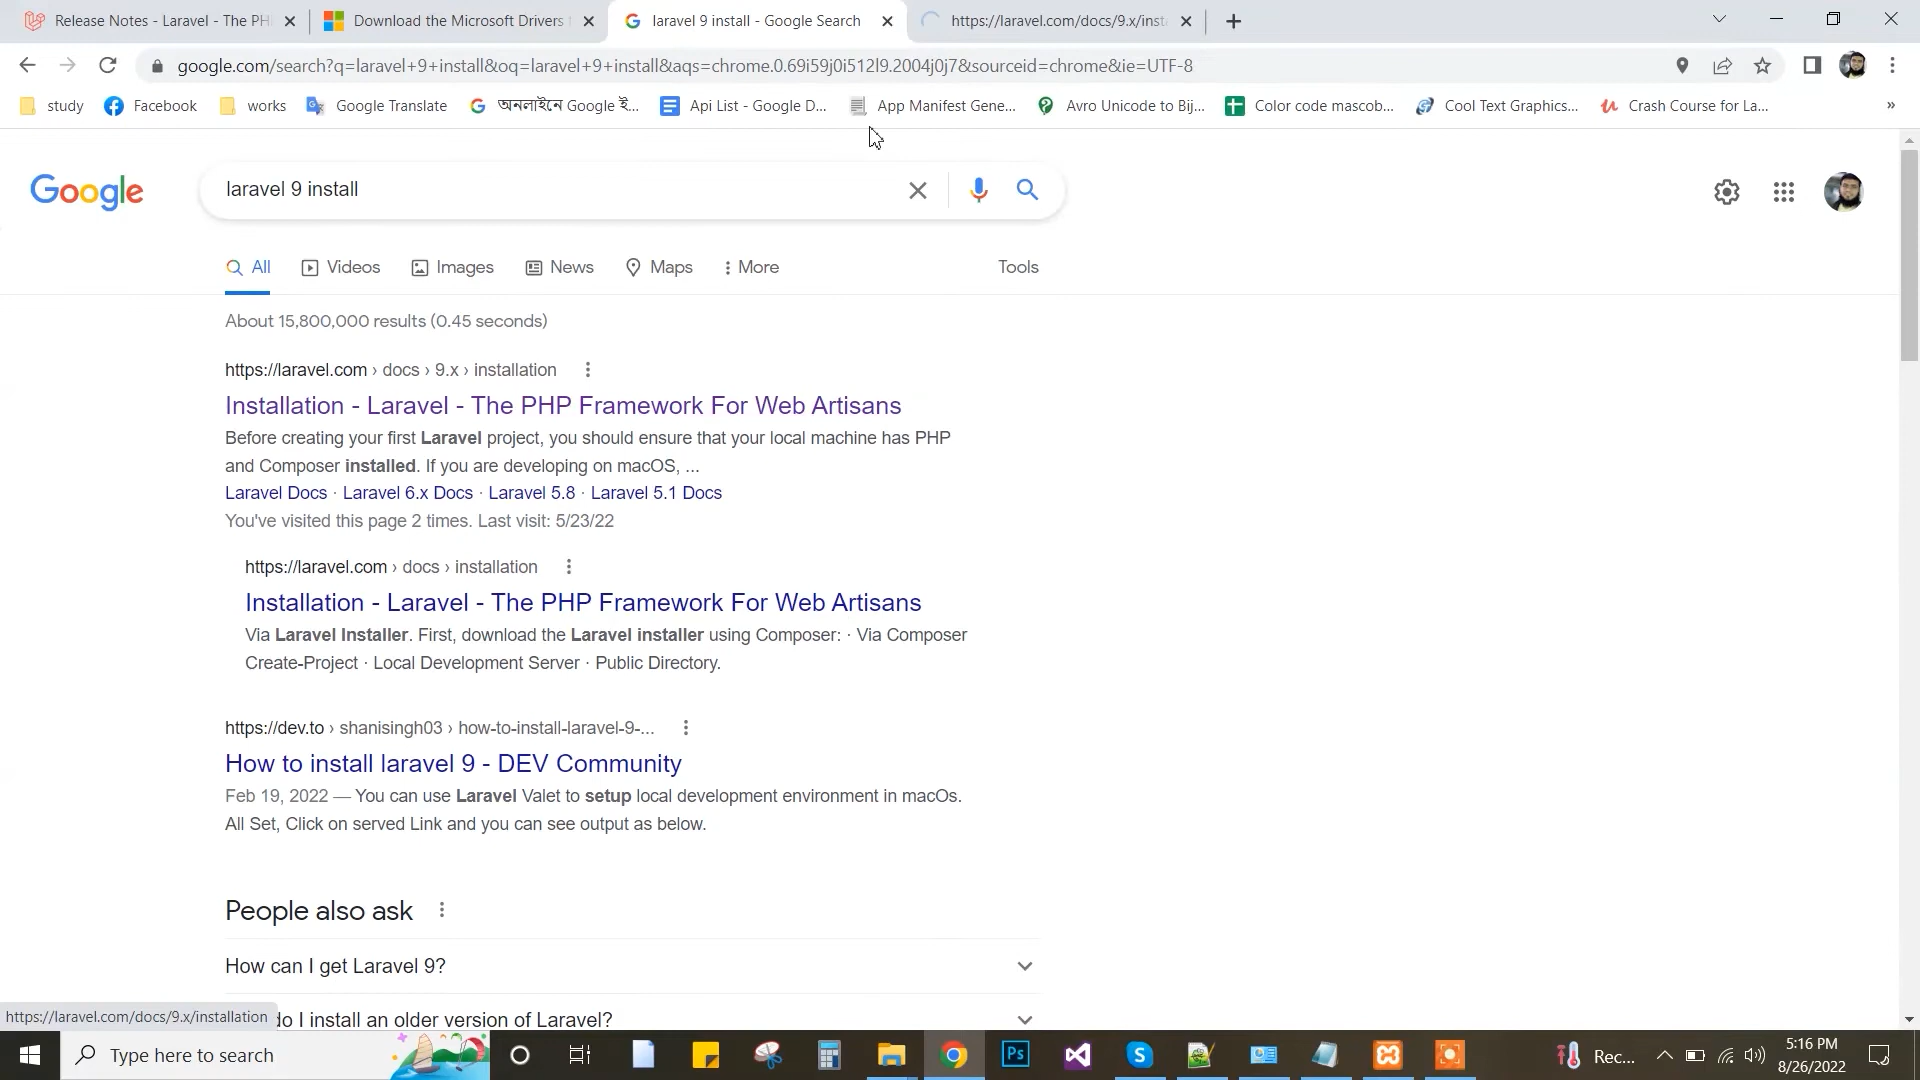 Release Notes - Laravel - The PH
Download the Microsoft Drivers
laravel 9 install - Google Search
https://laravel.com/docs/9.x/inst
google.com/search?q=laravel+9+install&oq=laravel+9+install&aqs=chrome.0.69i59j0i512l9.2004j0j7&sourceid=chrome&ie=UTF-8
study
Facebook
works
Google Translate
অনলাইনে Google ই...
Api List - Google D...
App Manifest Gene...
Avro Unicode to Bij...
Color code mascob...
Cool Text Graphics...
Crash Course for La...
»
Google
laravel 9 install
All
Videos
Images
News
Maps
More
Tools
About 15,800,000 results (0.45 seconds)
https://laravel.com › docs › 9.x › installation
Installation - Laravel - The PHP Framework For Web Artisans
Before creating your first Laravel project, you should ensure that your local machine has PHP
and Composer installed. If you are developing on macOS, ...
Laravel Docs · Laravel 6.x Docs · Laravel 5.8 · Laravel 5.1 Docs
You've visited this page 2 times. Last visit: 5/23/22
https://laravel.com › docs › installation
Installation - Laravel - The PHP Framework For Web Artisans
Via Laravel Installer. First, download the Laravel installer using Composer: · Via Composer
Create-Project · Local Development Server · Public Directory.
https://dev.to › shanisingh03 › how-to-install-laravel-9-...
How to install laravel 9 - DEV Community
Feb 19, 2022 — You can use Laravel Valet to setup local development environment in macOs.
All Set, Click on served Link and you can see output as below.
People also ask
How can I get Laravel 9?
do I install an older version of Laravel?
https://laravel.com/docs/9.x/installation
Type here to search
Ps
Rec...
5:16 PM
8/26/2022